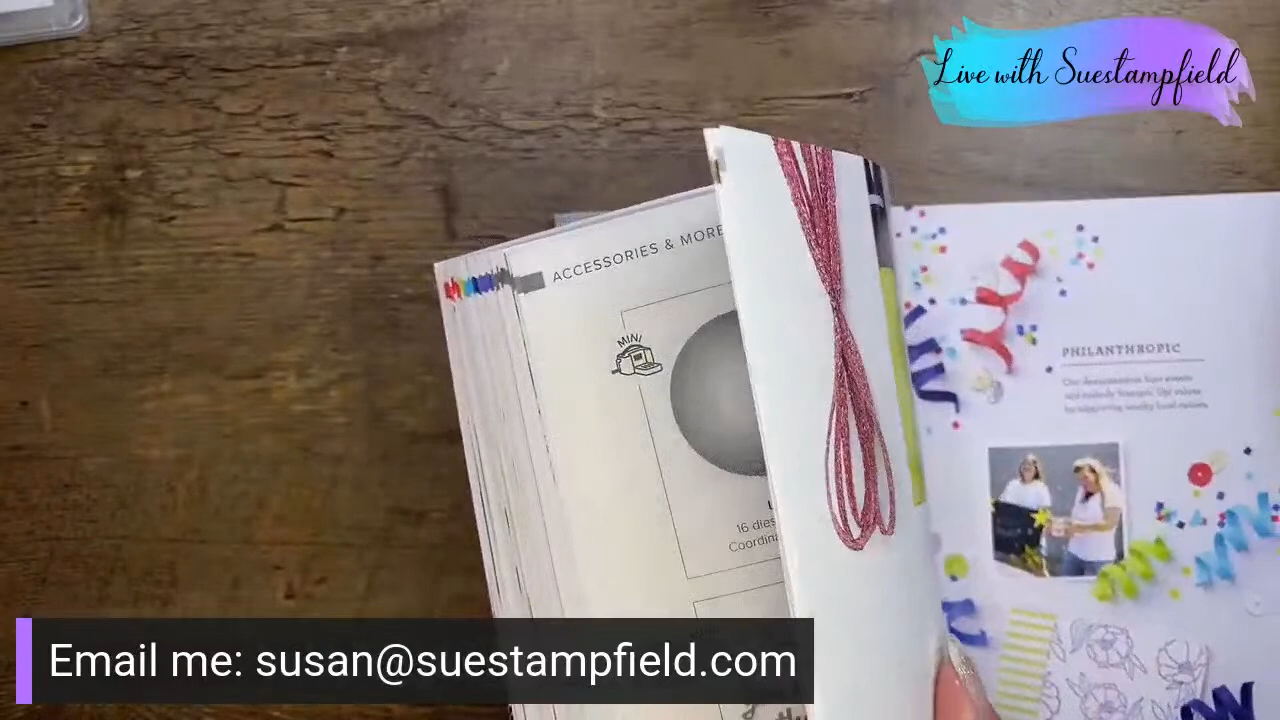 Live with Suestampfield
ACCESSORIES & MORE
MINI
16 dies
Coordina
PHILANTHROPIC
Email me: susan@suestampfield.com